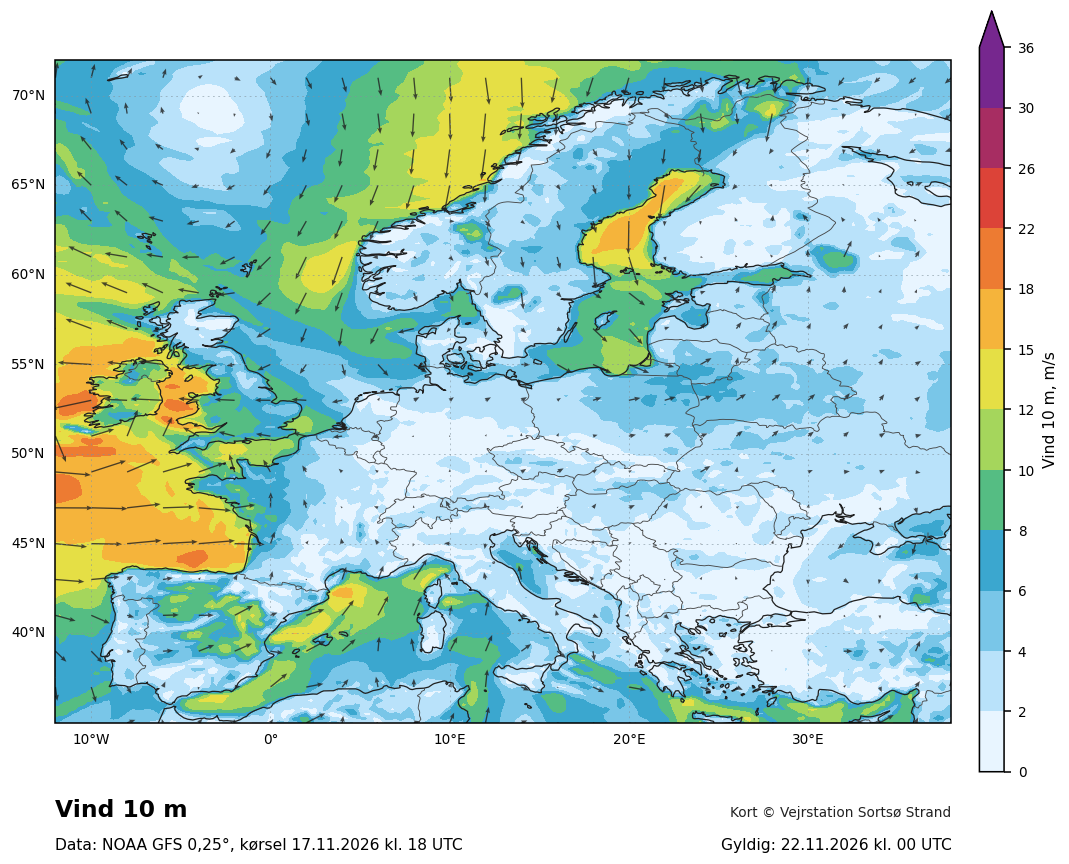 36
30
26
22
18
15
12
10
8
6
4
2
0
Vind 10 m, m/s
70°N
65°N
60°N
55°N
50°N
45°N
40°N
10°W
0°
10°E
20°E
30°E
Vind 10 m
Kort © Vejrstation Sortsø Strand
Data: NOAA GFS 0,25°, kørsel 17.11.2026 kl. 18 UTC
Gyldig: 22.11.2026 kl. 00 UTC